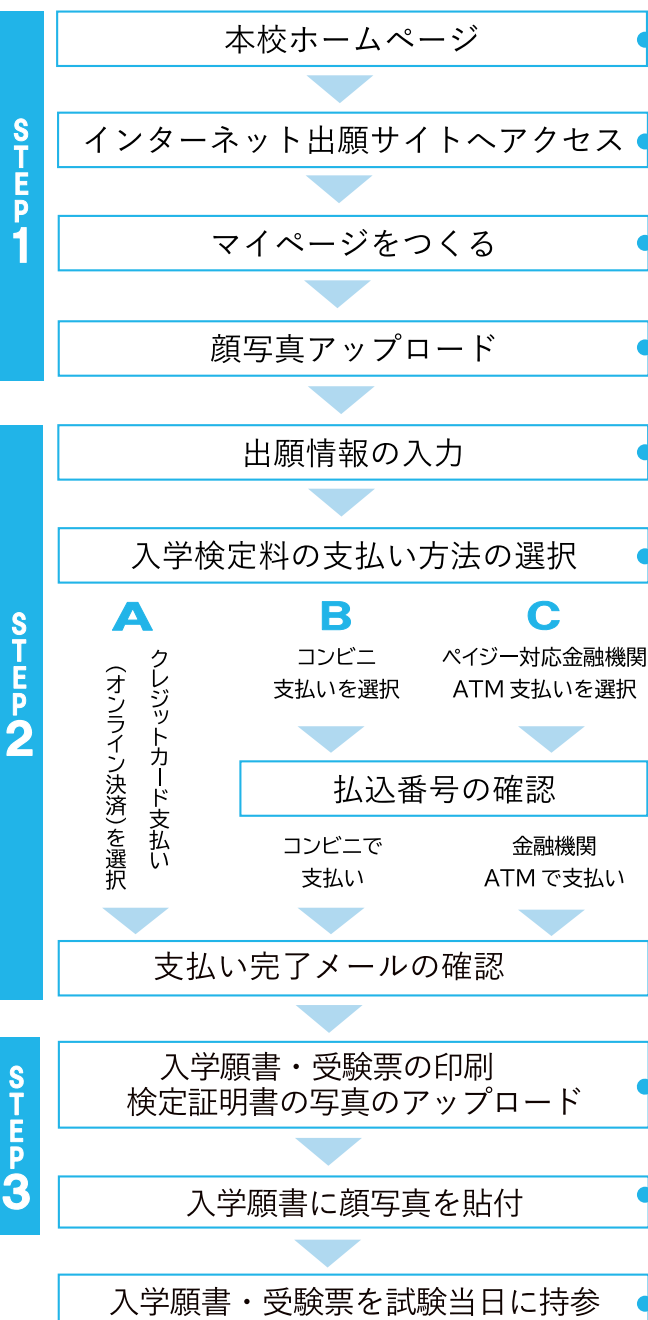 STEP1
本校ホームページ
インターネット出願サイトへアクセス
マイページをつくる
顔写真アップロード
STEP2
出願情報の入力
入学検定料の支払い方法の選択
A
クレジットカード支払い
（オンライン決済）を選択
B
コンビニ
支払いを選択
C
ペイジー対応金融機関
ATM 支払いを選択
払込番号の確認
コンビニで
支払い
金融機関
ATM で支払い
支払い完了メールの確認
STEP3
入学願書・受験票の印刷
検定証明書の写真のアップロード
入学願書に顔写真を貼付
入学願書・受験票を試験当日に持参